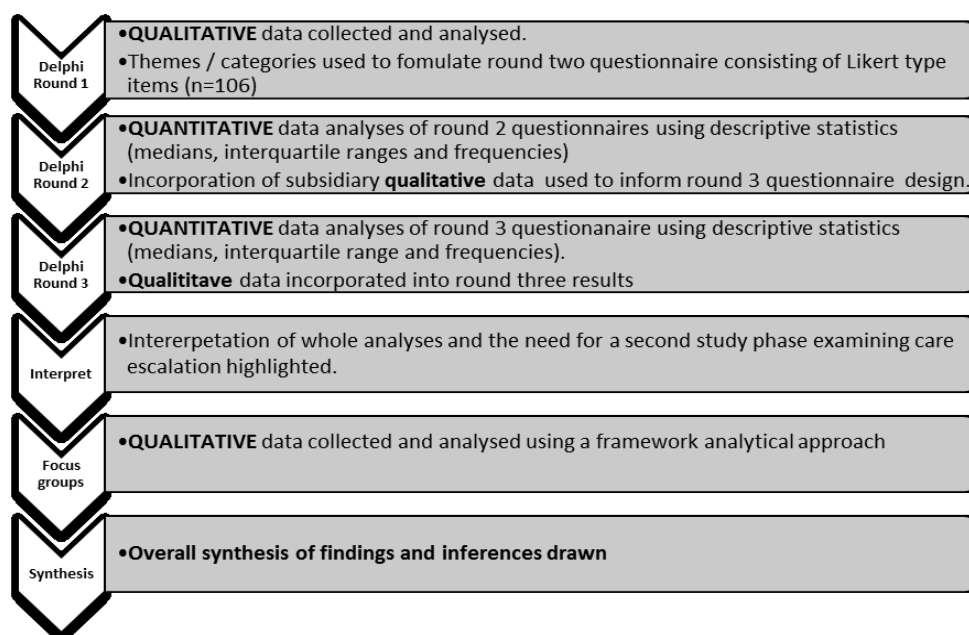 Delphi
Round 1
•QUALITATIVE data collected and analysed.
•Themes / categories used to fomulate round two questionnaire consisting of Likert type
items (n=106)
Delphi
Round 2
•QUANTITATIVE data analyses of round 2 questionnaires using descriptive statistics
(medians, interquartile ranges and frequencies)
•Incorporation of subsidiary qualitative data used to inform round 3 questionnaire design.
Delphi
Round 3
•QUANTITATIVE data analyses of round 3 questionanaire using descriptive statistics
(medians, interquartile range and frequencies).
•Qualititave data incorporated into round three results
Interpret
•Intererpetation of whole analyses and the need for a second study phase examining care
escalation highlighted.
Focus
groups
•QUALITATIVE data collected and analysed using a framework analytical approach
Synthesis
•Overall synthesis of findings and inferences drawn